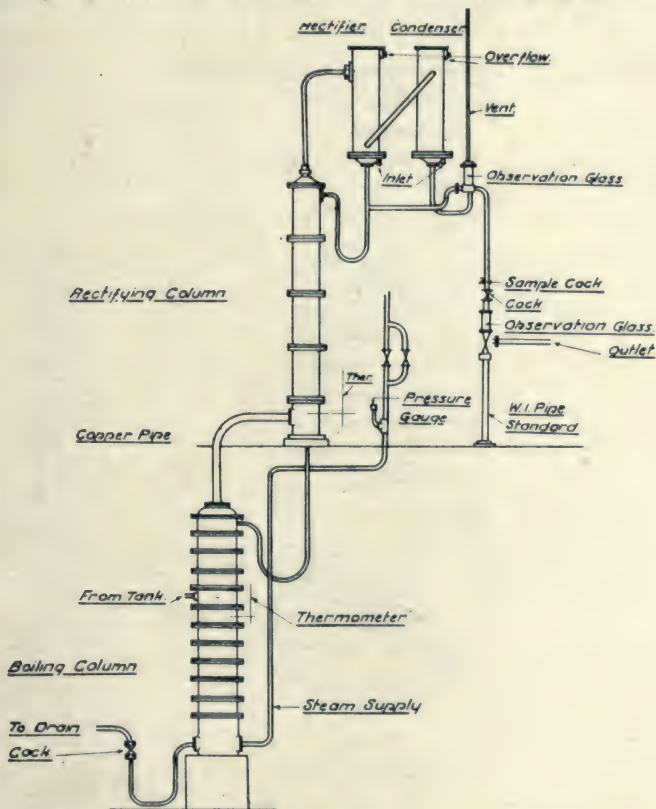 Rectifier Condenser
Overflow.
Vent.
Inlet
Observation Glass
Rectifying Column
Sample Cock
Cock
Observation Glass.
Outlet
Ther.
Pressure
Gauge
W.I. Pipe
Standard
Copper Pipe
From Tank.
Thermometer
Boiling Column
Steam Supply
To Drain
Cock